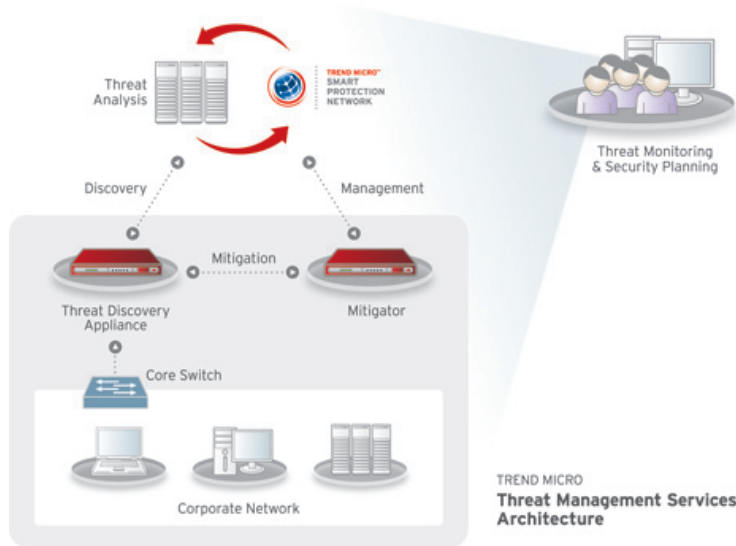 Threat
Analysis
TREND MICRO™
SMART
PROTECTION
NETWORK
Threat Monitoring
& Security Planning
Discovery
Management
Mitigation
Threat Discovery
Appliance
Mitigator
Core Switch
Corporate Network
TREND MICRO
Threat Management Services
Architecture